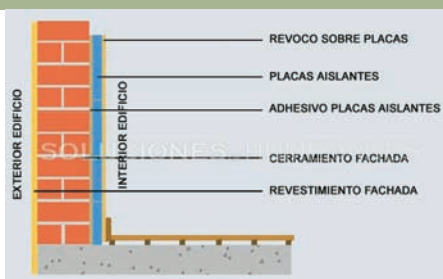 EXTERIOR EDIFICIO
INTERIOR EDIFICIO
REVOCO SOBRE PLACAS
PLACAS AISLANTES
ADHESIVO PLACAS AISLANTES
CERRAMIENTO FACHADA
REVESTIMIENTO FACHADA